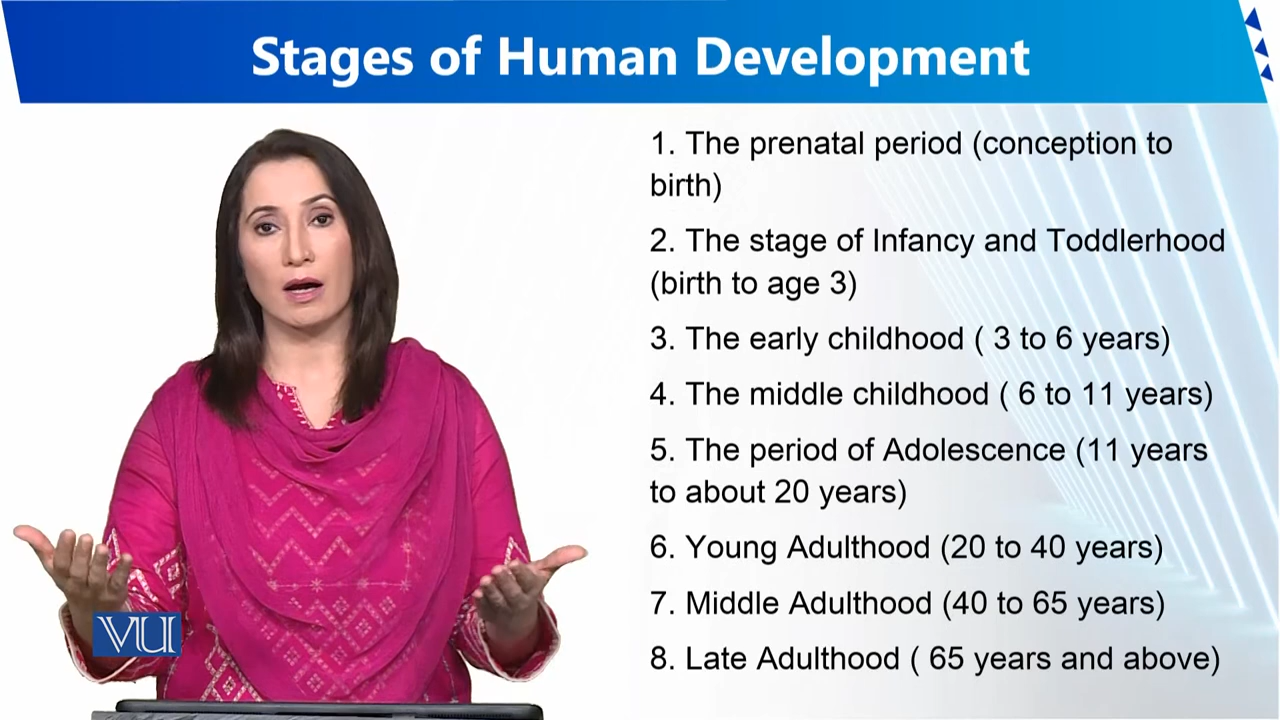 Stages of Human Development
1. The prenatal period (conception to
birth)
2. The stage of Infancy and Toddlerhood
(birth to age 3)
3. The early childhood ( 3 to 6 years)
4. The middle childhood ( 6 to 11 years)
5. The period of Adolescence (11 years
to about 20 years)
6. Young Adulthood (20 to 40 years)
7. Middle Adulthood (40 to 65 years)
8. Late Adulthood ( 65 years and above)
VU